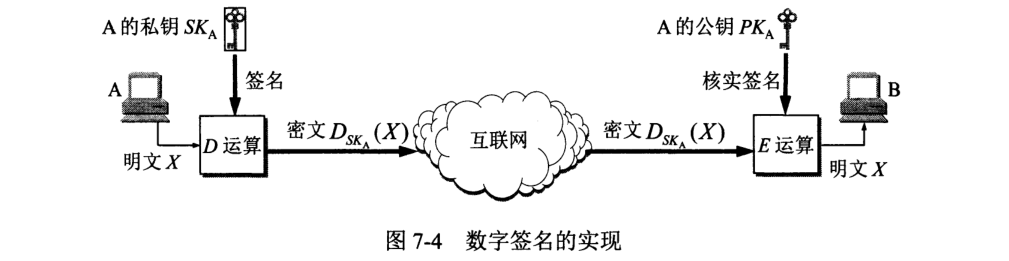 A 的私钥 SK_A
A 的公钥 PK_A
签名
核实签名
A
B
密文 D_{SK_A}(X)
互联网
密文 D_{SK_A}(X)
D 运算
E 运算
明文 X
明文 X
图 7-4 数字签名的实现